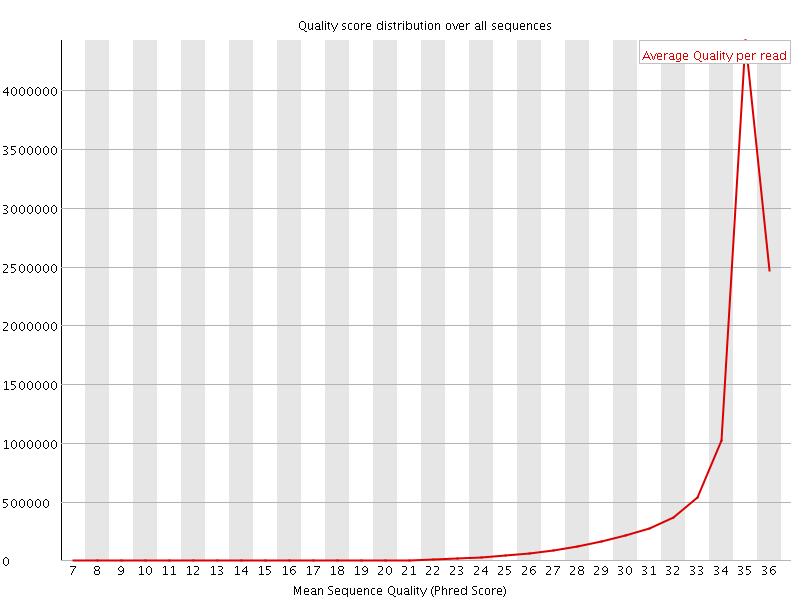 Quality score distribution over all sequences
Average Quality per read
4000000
3500000
3000000
2500000
2000000
1500000
1000000
500000
0
7 8 9 10 11 12 13 14 15 16 17 18 19 20 21 22 23 24 25 26 27 28 29 30 31 32 33 34 35 36
Mean Sequence Quality (Phred Score)